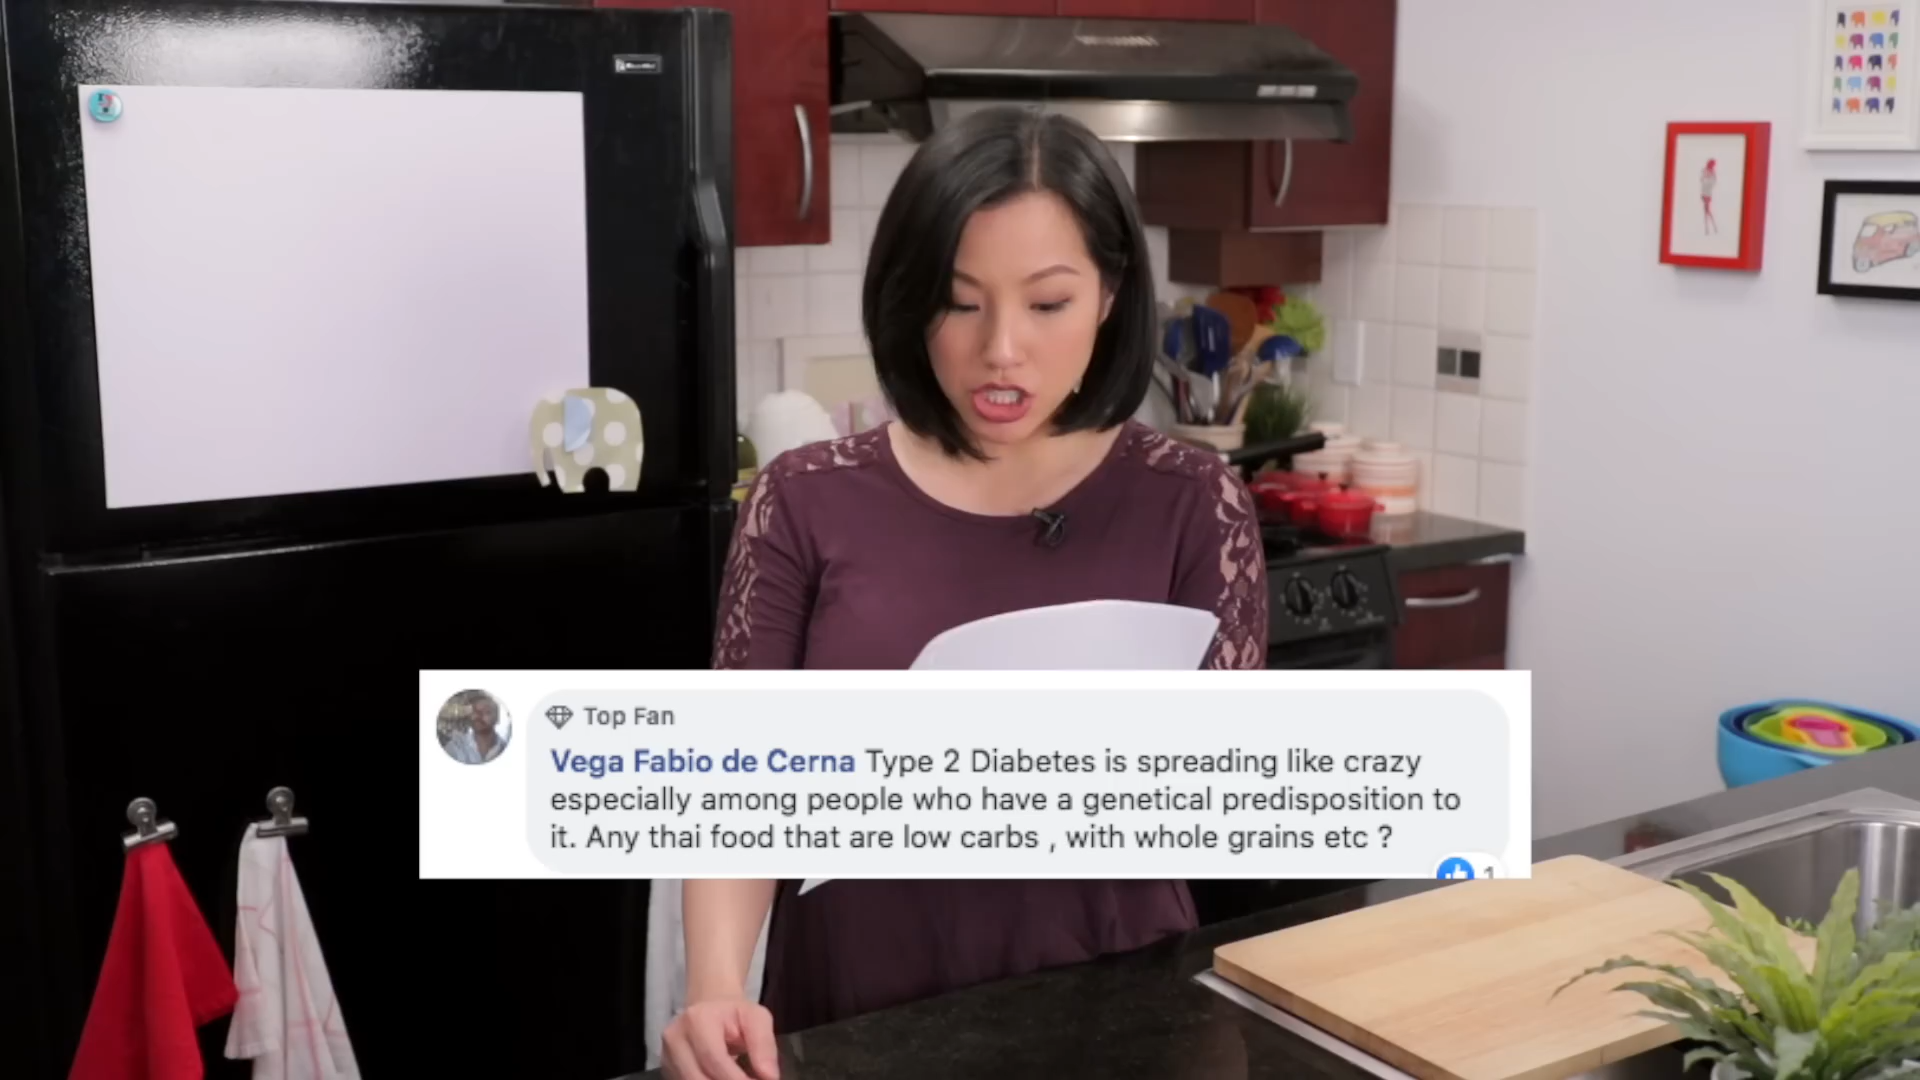 Top Fan
Vega Fabio de Cerna Type 2 Diabetes is spreading like crazy
especially among people who have a genetical predisposition to
it. Any thai food that are low carbs , with whole grains etc ?
1